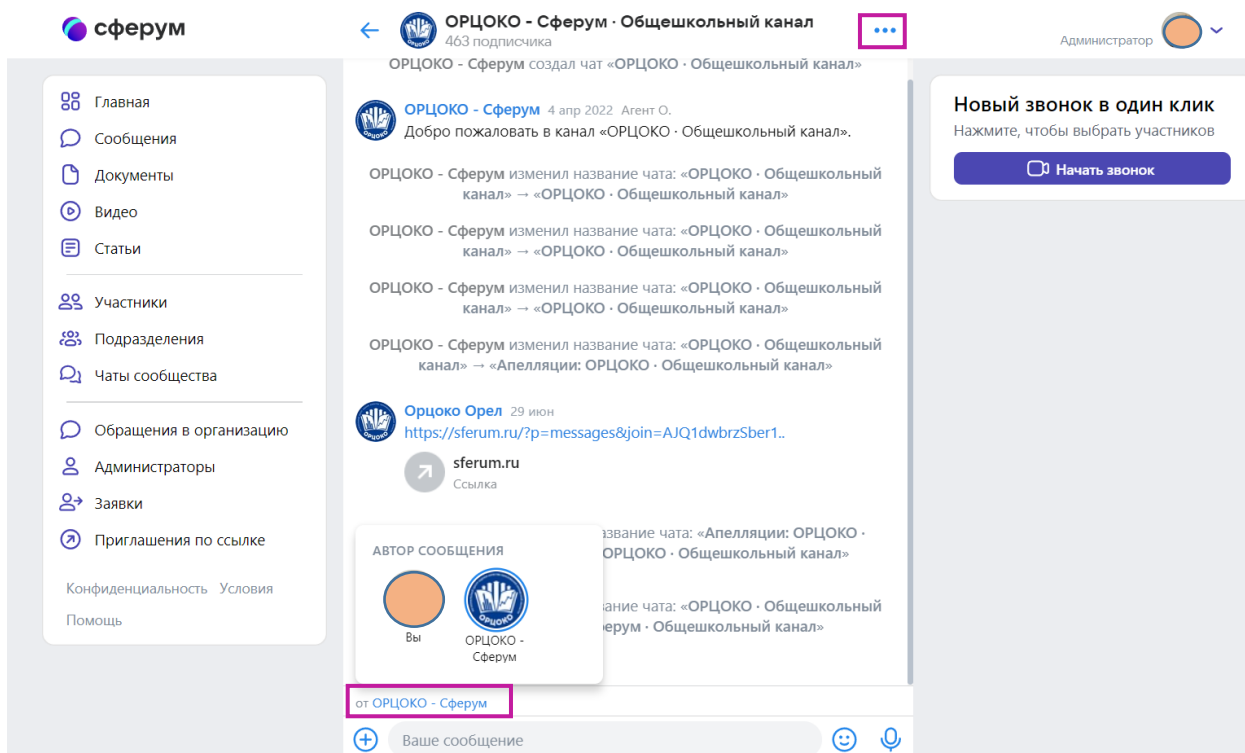 сферум
ОРЦОКО - Сферум · Общешкольный канал
463 подписчика
Администратор
Главная
Сообщения
Документы
Видео
Статьи
Участники
Подразделения
Чаты сообщества
Обращения в организацию
Администраторы
Заявки
Приглашения по ссылке
Конфиденциальность Условия
Помощь
ОРЦОКО - Сферум создал чат «ОРЦОКО · Общешкольный канал»
ОРЦОКО - Сферум 4 апр 2022 Агент О.
Добро пожаловать в канал «ОРЦОКО · Общешкольный канал».
ОРЦОКО - Сферум изменил название чата: «ОРЦОКО · Общешкольный
канал» → «ОРЦОКО · Общешкольный канал»
ОРЦОКО - Сферум изменил название чата: «ОРЦОКО · Общешкольный
канал» → «ОРЦОКО · Общешкольный канал»
ОРЦОКО - Сферум изменил название чата: «ОРЦОКО · Общешкольный
канал» → «ОРЦОКО · Общешкольный канал»
ОРЦОКО - Сферум изменил название чата: «ОРЦОКО · Общешкольный
канал» → «Апелляции: ОРЦОКО · Общешкольный канал»
Орцоко Орел 29 июн
https://sferum.ru/?p=messages&join=AJQ1dwbrzSber1..
sferum.ru
Ссылка
азвание чата: «Апелляции: ОРЦОКО ·
ОРЦОКО · Общешкольный канал»
ание чата: «ОРЦОКО · Общешкольный
ерум · Общешкольный канал»
АВТОР СООБЩЕНИЯ
Вы
ОРЦОКО -
Сферум
от ОРЦОКО - Сферум
Ваше сообщение
Новый звонок в один клик
Нажмите, чтобы выбрать участников
Начать звонок